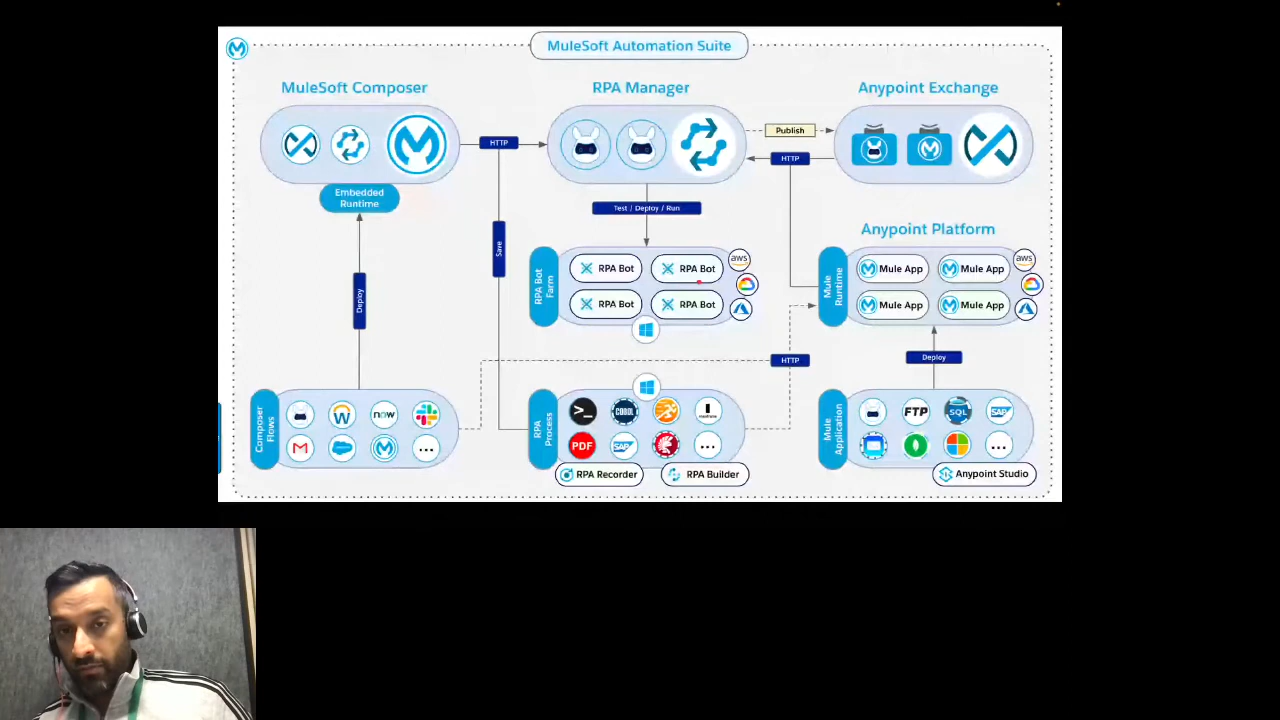 MuleSoft Automation Suite
MuleSoft Composer
RPA Manager
Anypoint Exchange
HTTP
Publish
HTTP
Embedded
Runtime
Test / Deploy / Run
Save
Deploy
Anypoint Platform
RPA Bot
Farm
RPA Bot
RPA Bot
RPA Bot
RPA Bot
aws
Mule
Runtime
Mule App
Mule App
Mule App
Mule App
aws
HTTP
Deploy
Composer
Flows
W
now
M
...
RPA
Process
>_
COBOL
PDF
SAP
...
RPA Recorder
RPA Builder
Mule
Application
FTP
SQL
SAP
...
Anypoint Studio